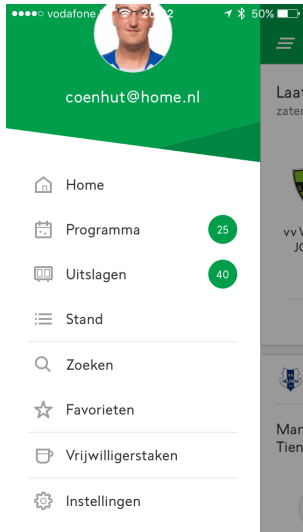 vodafone
50%
coenhut@home.nl
Home
Programma
25
Uitslagen
40
Stand
Zoeken
Favorieten
Vrijwilligerstaken
Instellingen
Laat
zater
vv
Man
Tien